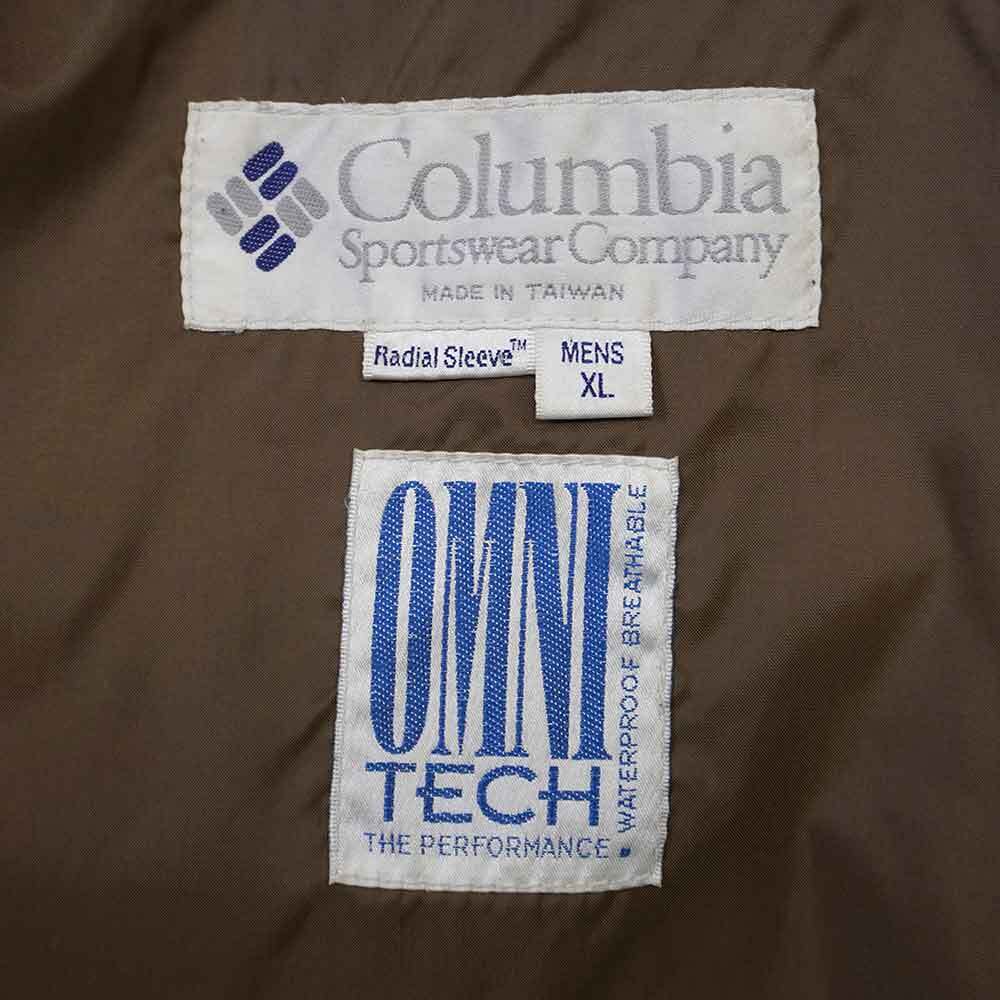 Columbia
Sportswear Company
MADE IN TAIWAN
Radial Sleeve™
MENS
XL
OMNI
TECH
THE PERFORMANCE.
WATERPROOF BREATHABLE